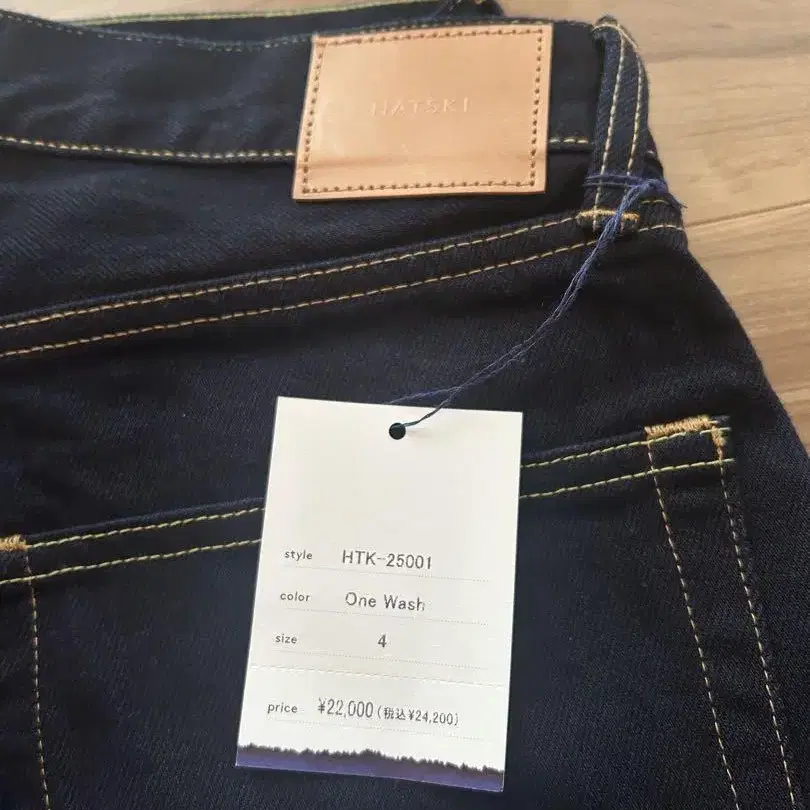 HATSKI
style HTK-25001
color One Wash
size 4
price ¥22,000 (税込¥24,200)